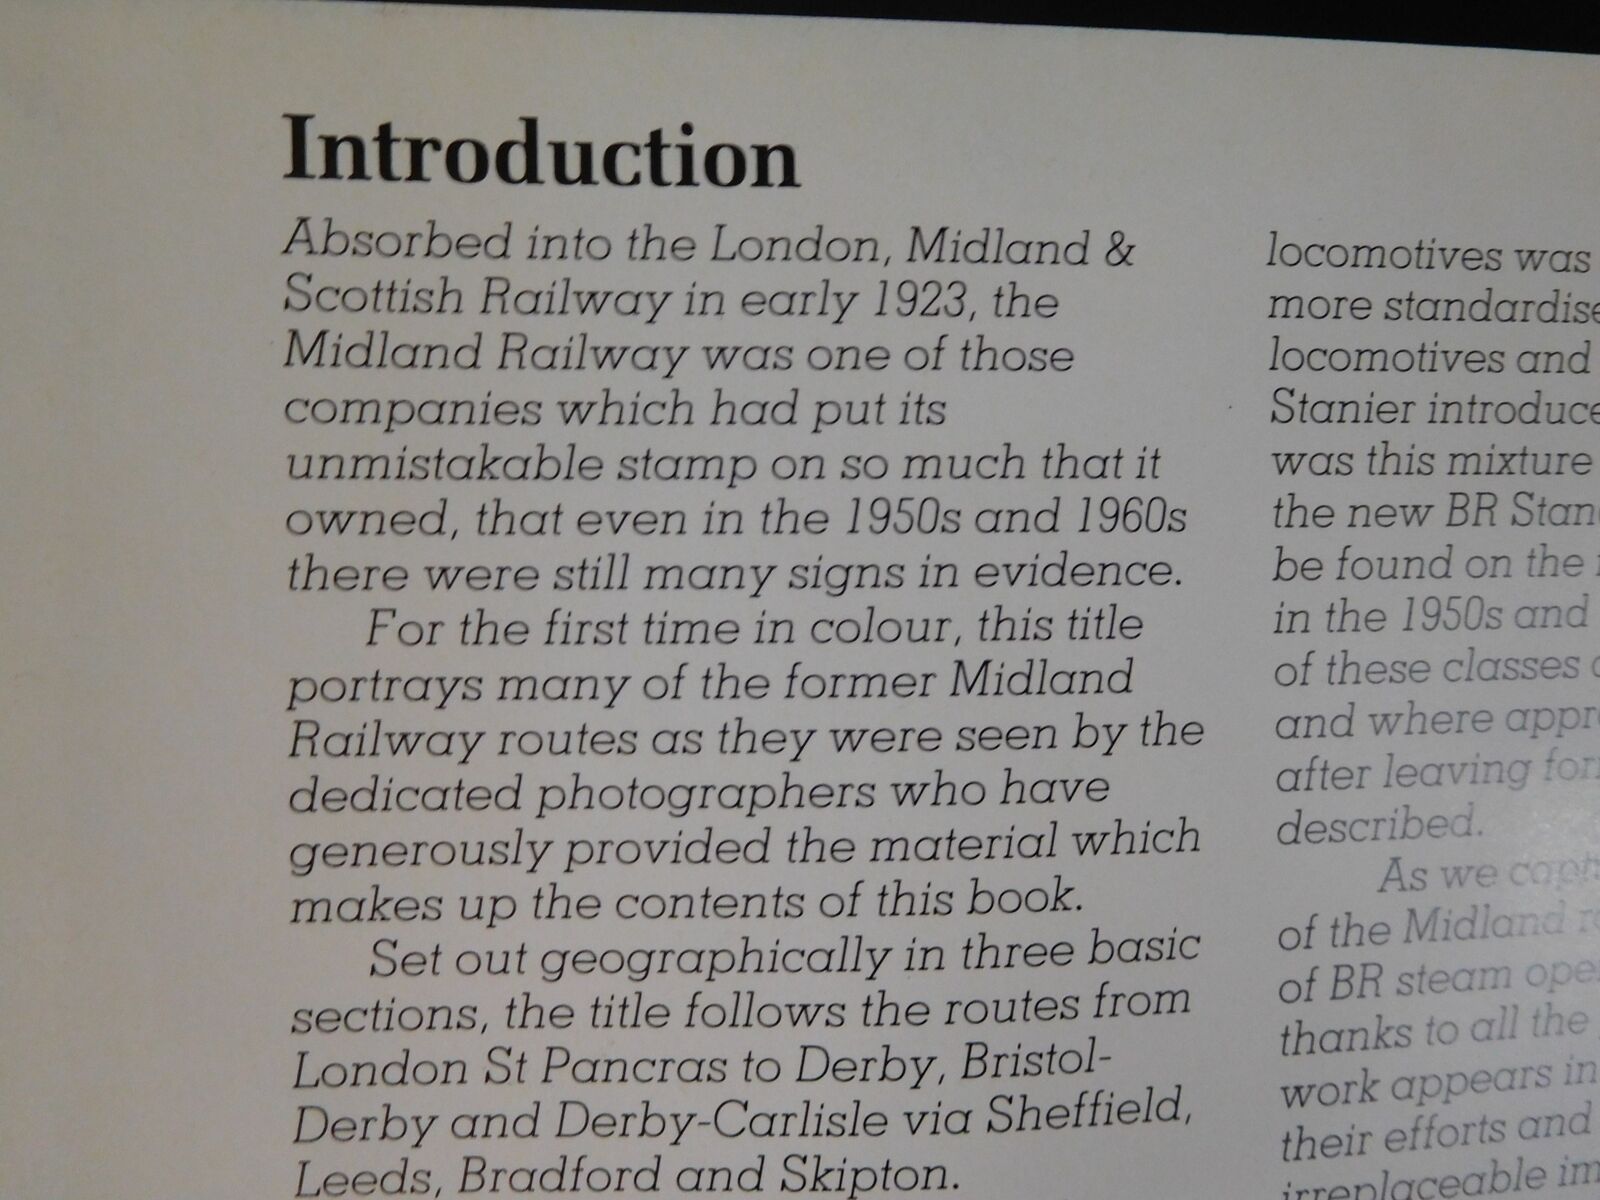 Introduction
Absorbed into the London, Midland &
Scottish Railway in early 1923, the
Midland Railway was one of those
companies which had put its
unmistakable stamp on so much that it
owned, that even in the 1950s and 1960s
there were still many signs in evidence.
For the first time in colour, this title
portrays many of the former Midland
Railway routes as they were seen by the
dedicated photographers who have
generously provided the material which
makes up the contents of this book.
Set out geographically in three basic
sections, the title follows the routes from
London St Pancras to Derby, Bristol-
Derby and Derby-Carlisle via Sheffield,
Leeds, Bradford and Skipton.
locomotives was
more
locomotives and
Stanier
was this mixture
the new BR
be found on the
in the 1950s and
of these classes
and where
after leaving
described.
As we
of the Midland
of BR steam
thanks to all the
work appears in
their efforts and
irreplaceable